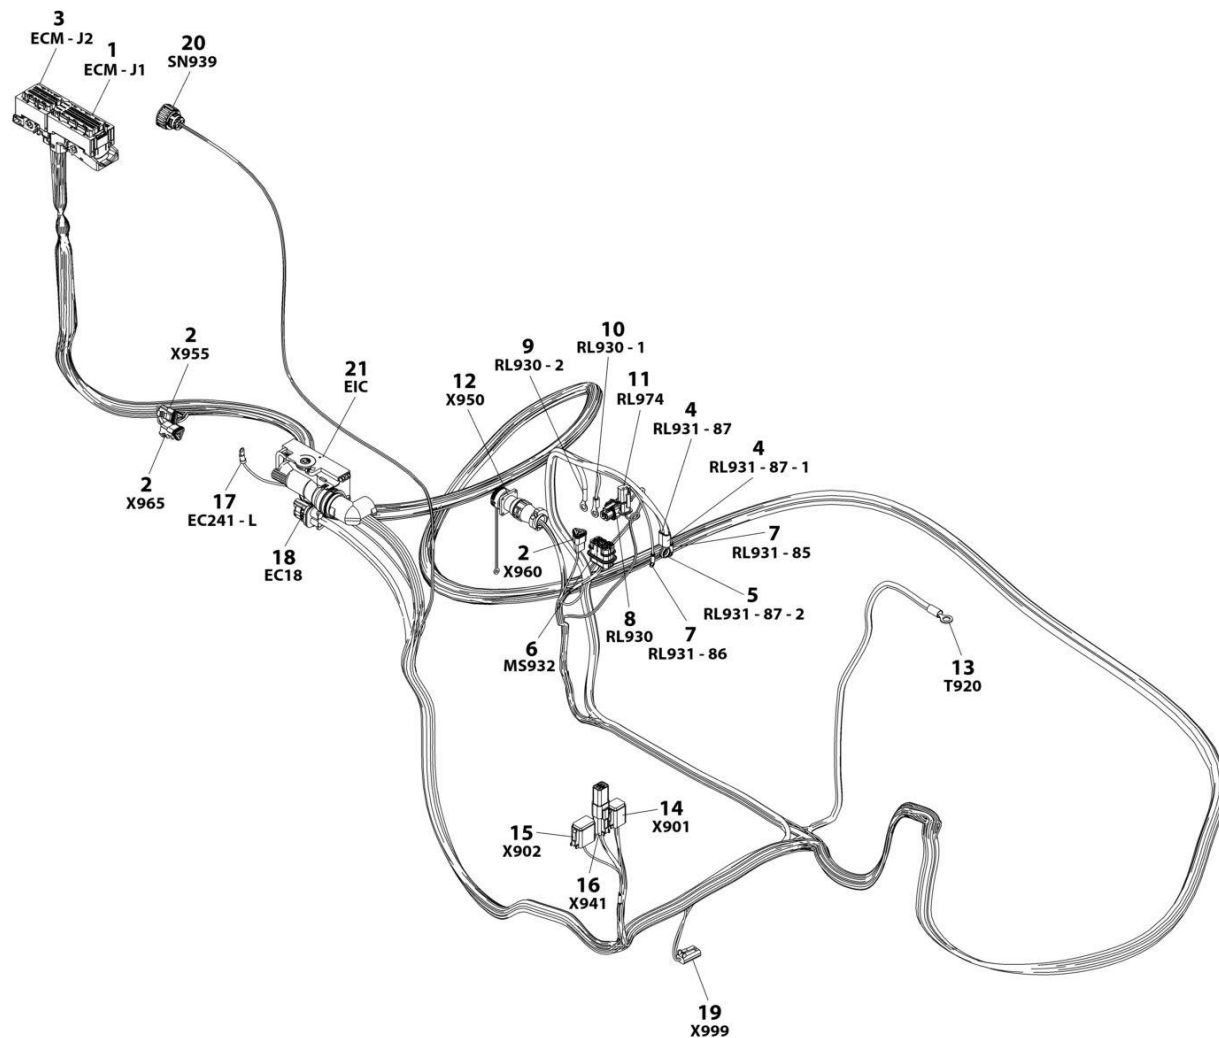 3
ECM - J2
1
ECM - J1
20
SN939
2
X955
21
EIC
12
X950
9
RL930 - 2
10
RL930 - 1
11
RL974
4
RL931 - 87
4
RL931 - 87 - 1
2
X965
17
EC241 - L
18
EC18
2
X960
7
RL931 - 85
5
RL931 - 87 - 2
6
MS932
8
RL930
7
RL931 - 86
13
T920
15
X902
14
X901
16
X941
19
X999